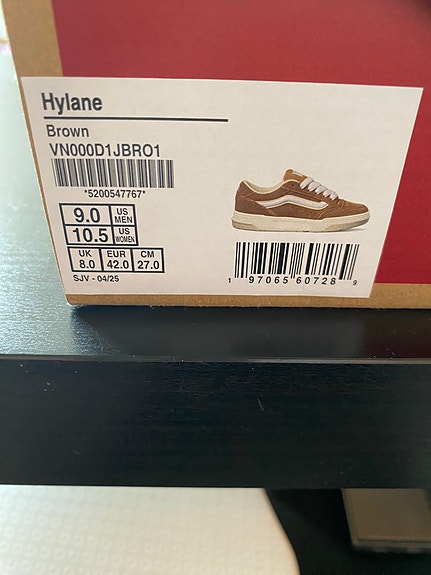 Hylane
Brown
VN000D1JBRO1
*5200547767*
9.0 US MEN
10.5 US WOMEN
UK EUR CM
8.0 42.0 27.0
SJV - 04/25
1 97065 60728 9